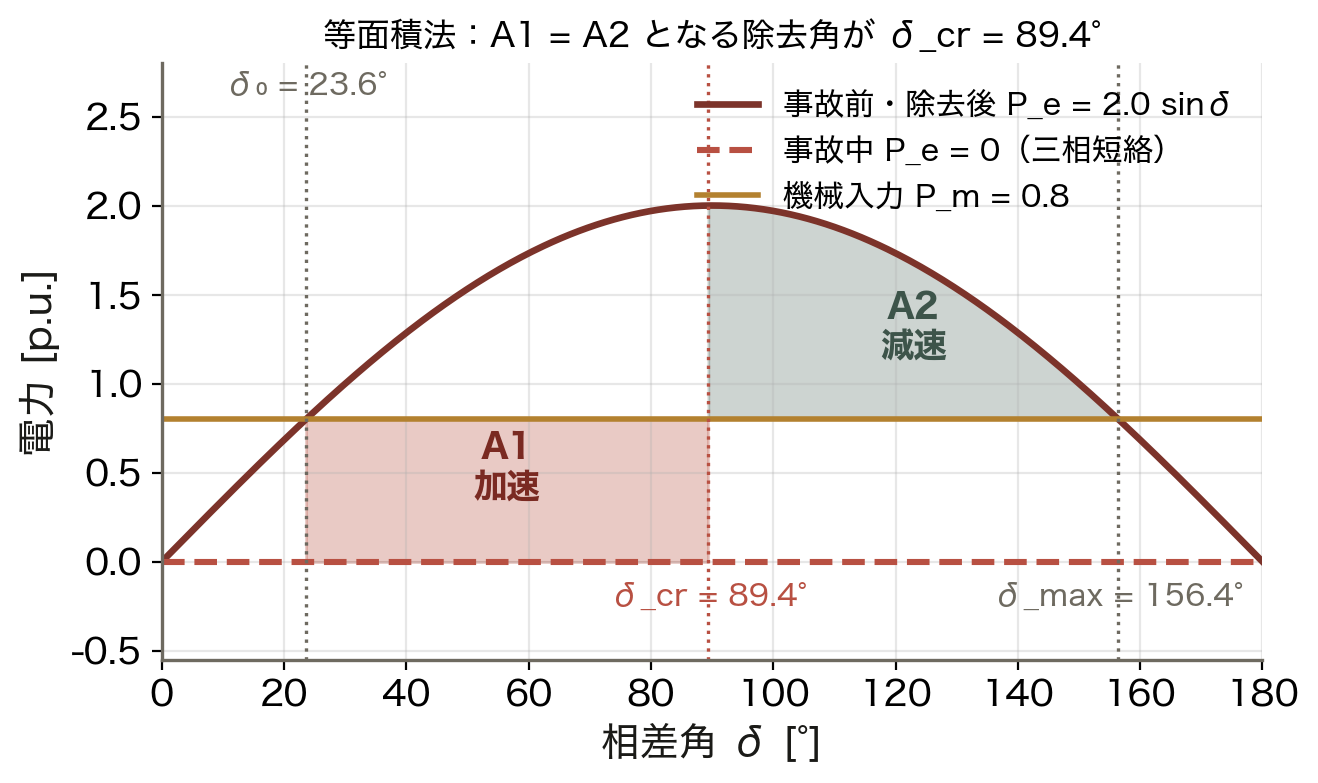 等面積法：A1 = A2 となる除去角が δ_cr = 89.4°
δ₀ = 23.6°
事故前・除去後 P_e = 2.0 sinδ
事故中 P_e = 0（三相短絡）
機械入力 P_m = 0.8
電力 [p.u.]
2.5
2.0
1.5
1.0
0.5
0.0
-0.5
A2
減速
A1
加速
δ_cr = 89.4°
δ_max = 156.4°
0 20 40 60 80 100 120 140 160 180
相差角 δ [°]